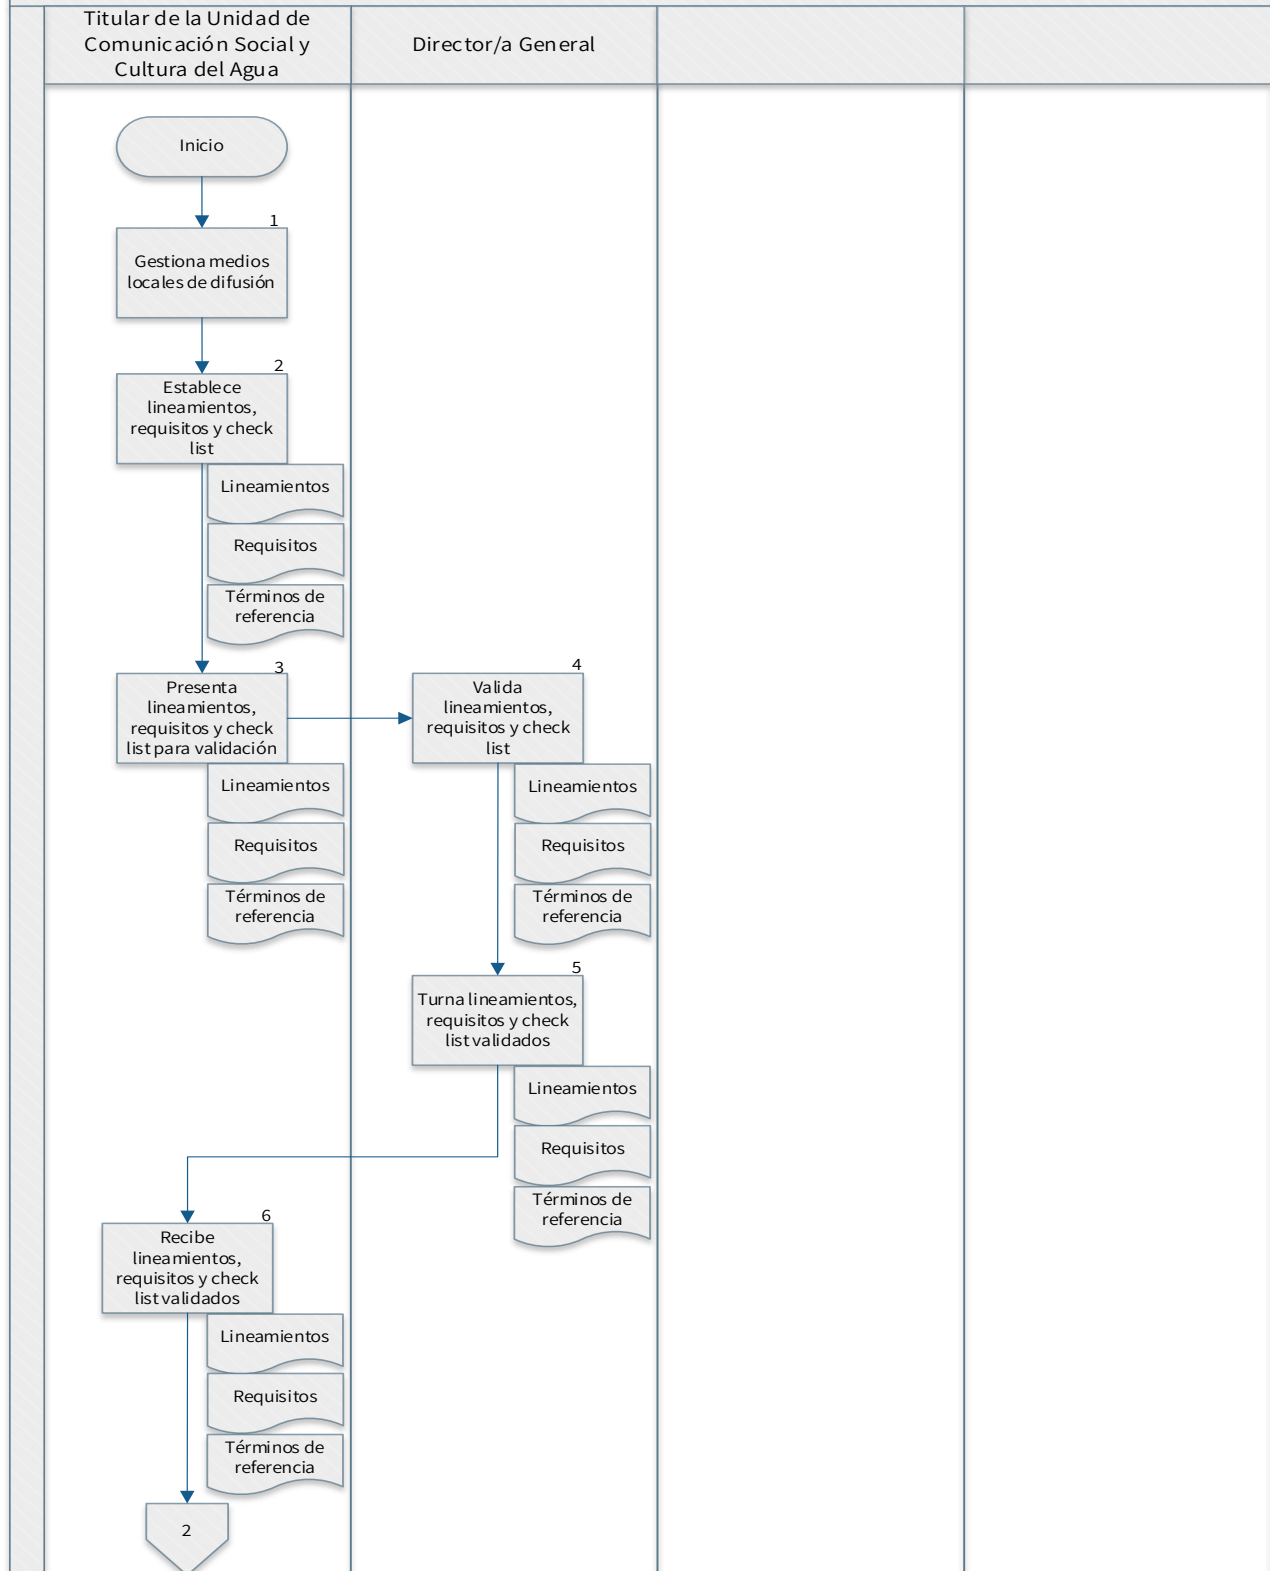 Titular de la Unidad de
Comunicación Social y
Cultura del Agua
Director/a General
Inicio
1
Gestiona medios
locales de difusión
2
Establece
lineamientos,
requisitos y check
list
Lineamientos
Requisitos
Términos de
referencia
3
Presenta
lineamientos,
requisitos y check
list para validación
Lineamientos
Requisitos
Términos de
referencia
4
Valida
lineamientos,
requisitos y check
list
Lineamientos
Requisitos
Términos de
referencia
5
Turna lineamientos,
requisitos y check
list validados
Lineamientos
Requisitos
Términos de
referencia
6
Recibe
lineamientos,
requisitos y check
list validados
Lineamientos
Requisitos
Términos de
referencia
2